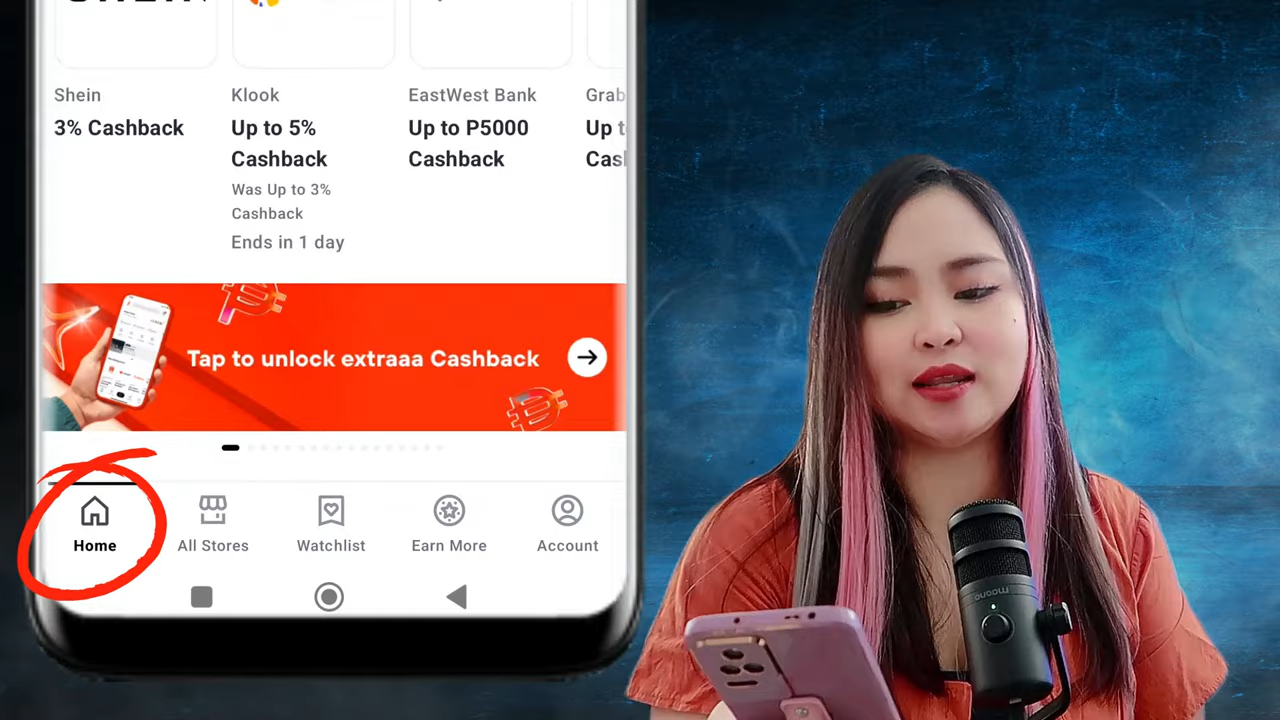 Shein
3% Cashback
Klook
Up to 5%
Cashback
Was Up to 3%
Cashback
Ends in 1 day
EastWest Bank
Up to P5000
Cashback
Grab
Up
Tap to unlock extraaa Cashback
Home
All Stores
Watchlist
Earn More
Account
maono